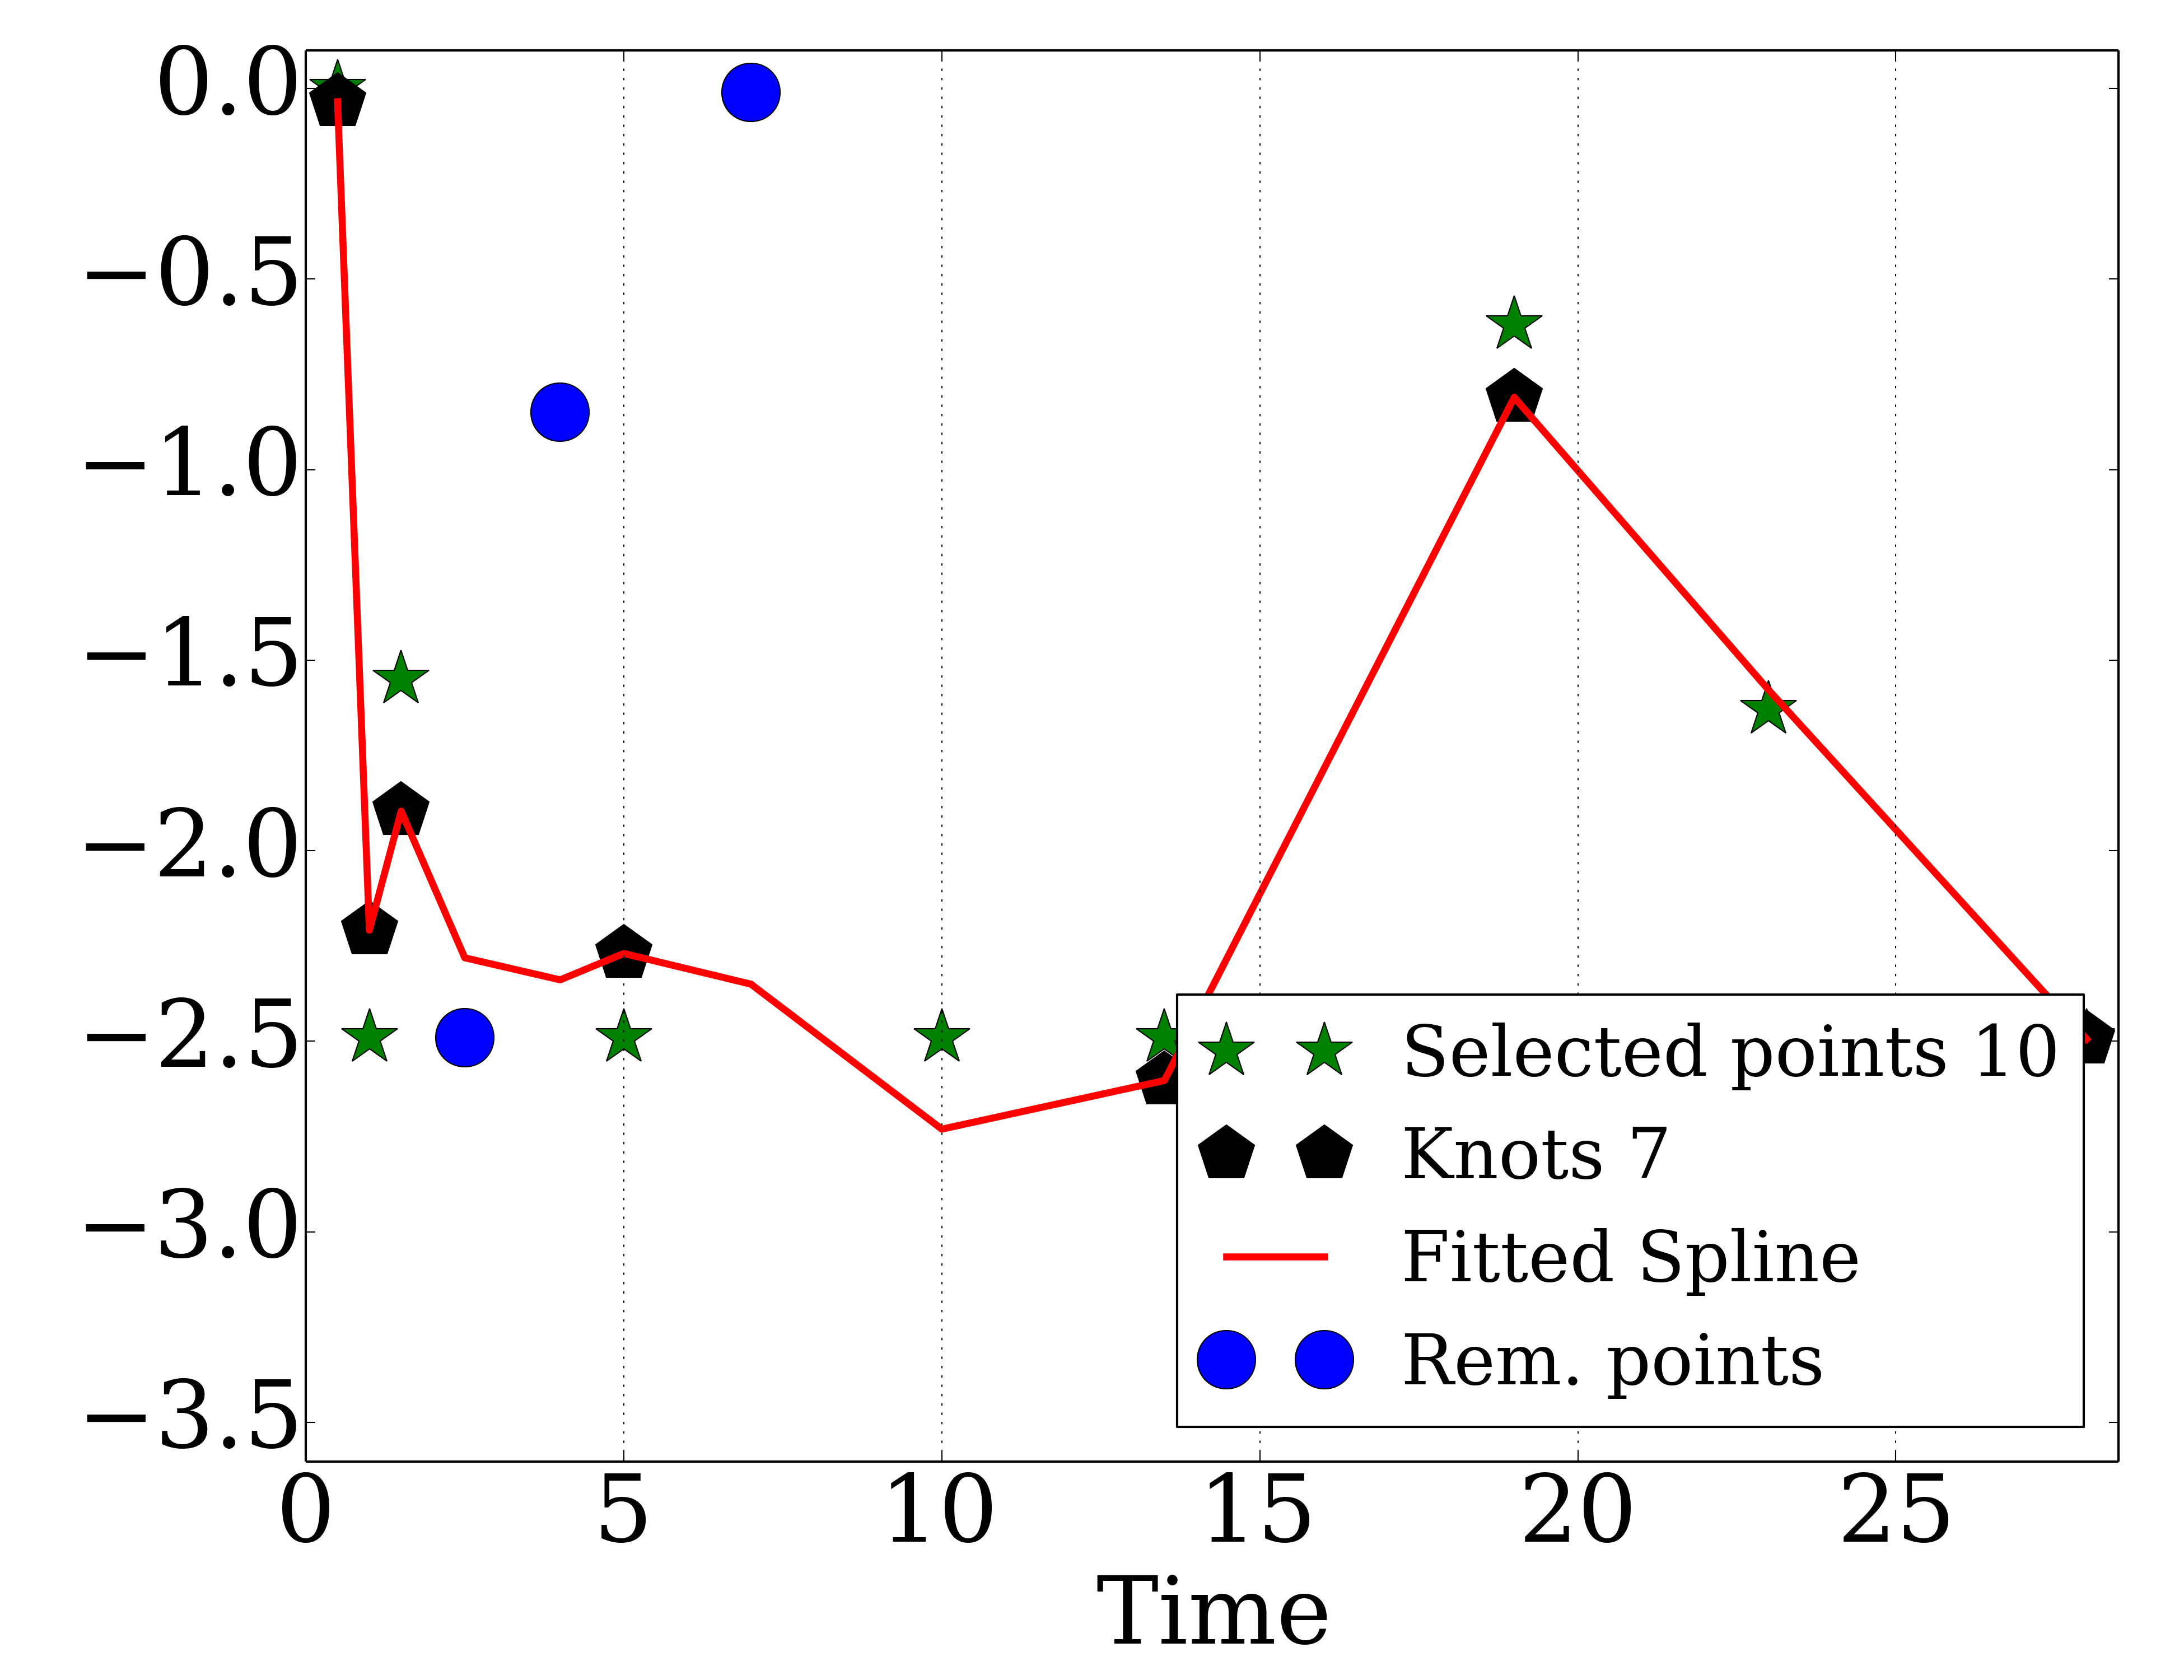 0.0
−0.5
−1.0
−1.5
−2.0
−2.5
−3.0
−3.5
Selected points 10
Knots 7
Fitted Spline
Rem. points
0 5 10 15 20 25
Time